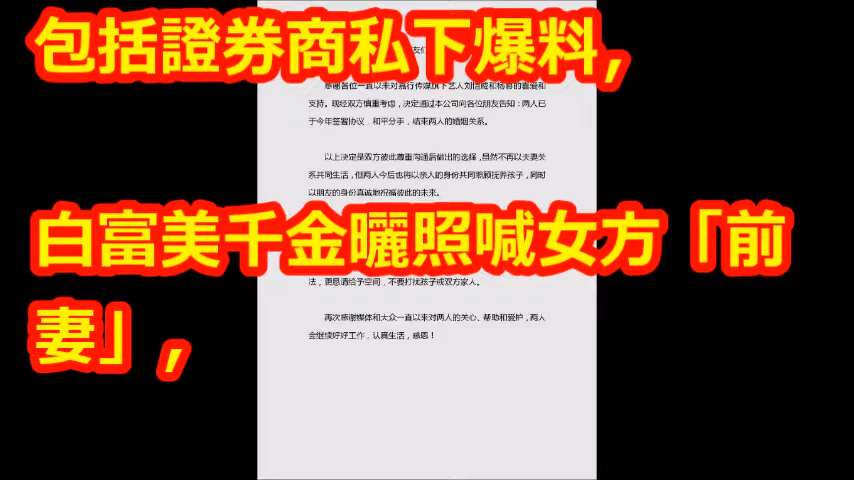 包括證券商私下爆料，
友们
感谢各位一直以来对嘉行传媒旗下艺人刘恺威和杨幂的喜爱和
支持。现经双方慎重考虑，决定通过本公司向各位朋友告知：两人已
于今年签署协议，和平分手，结束两人的婚姻关系。
以上决定是双方彼此尊重沟通后做出的选择，虽然不再以夫妻关
系共同生活，但两人今后也将以亲人的身份共同照顾抚养孩子，同时
以朋友的身份真诚地祝福彼此的未来。
白富美千金曬照喊女方「前
法，更恳请给予空间，不要打扰孩子或双方家人。
妻」，
再次感谢媒体和大众一直以来对两人的关心、帮助和爱护，两人
会继续好好工作，认真生活，感恩！